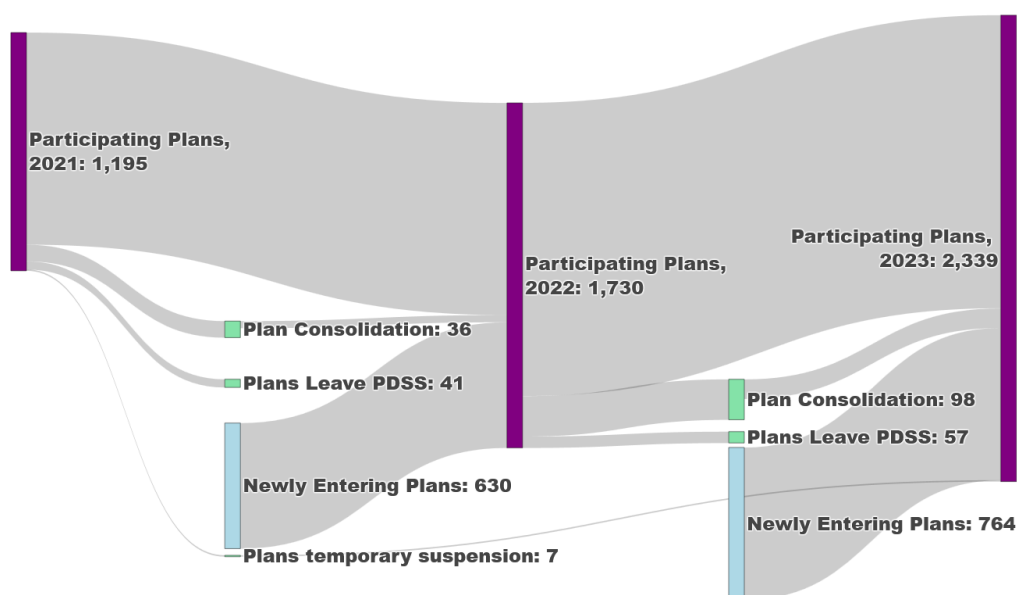 Participating Plans,
2021: 1,195
Participating Plans,
2022: 1,730
Participating Plans,
2023: 2,339
Plan Consolidation: 36
Plans Leave PDSS: 41
Newly Entering Plans: 630
Plans temporary suspension: 7
Plan Consolidation: 98
Plans Leave PDSS: 57
Newly Entering Plans: 764